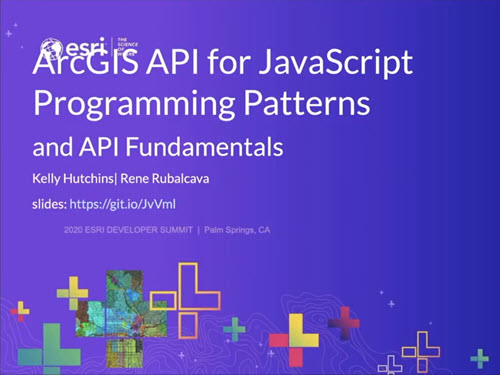 esri
THE
SCIENCE
OF
WHERE
ArcGIS API for JavaScript
Programming Patterns
and API Fundamentals
Kelly Hutchins| Rene Rubalcava
slides: https://git.io/JvVml
2020 ESRI DEVELOPER SUMMIT | Palm Springs, CA